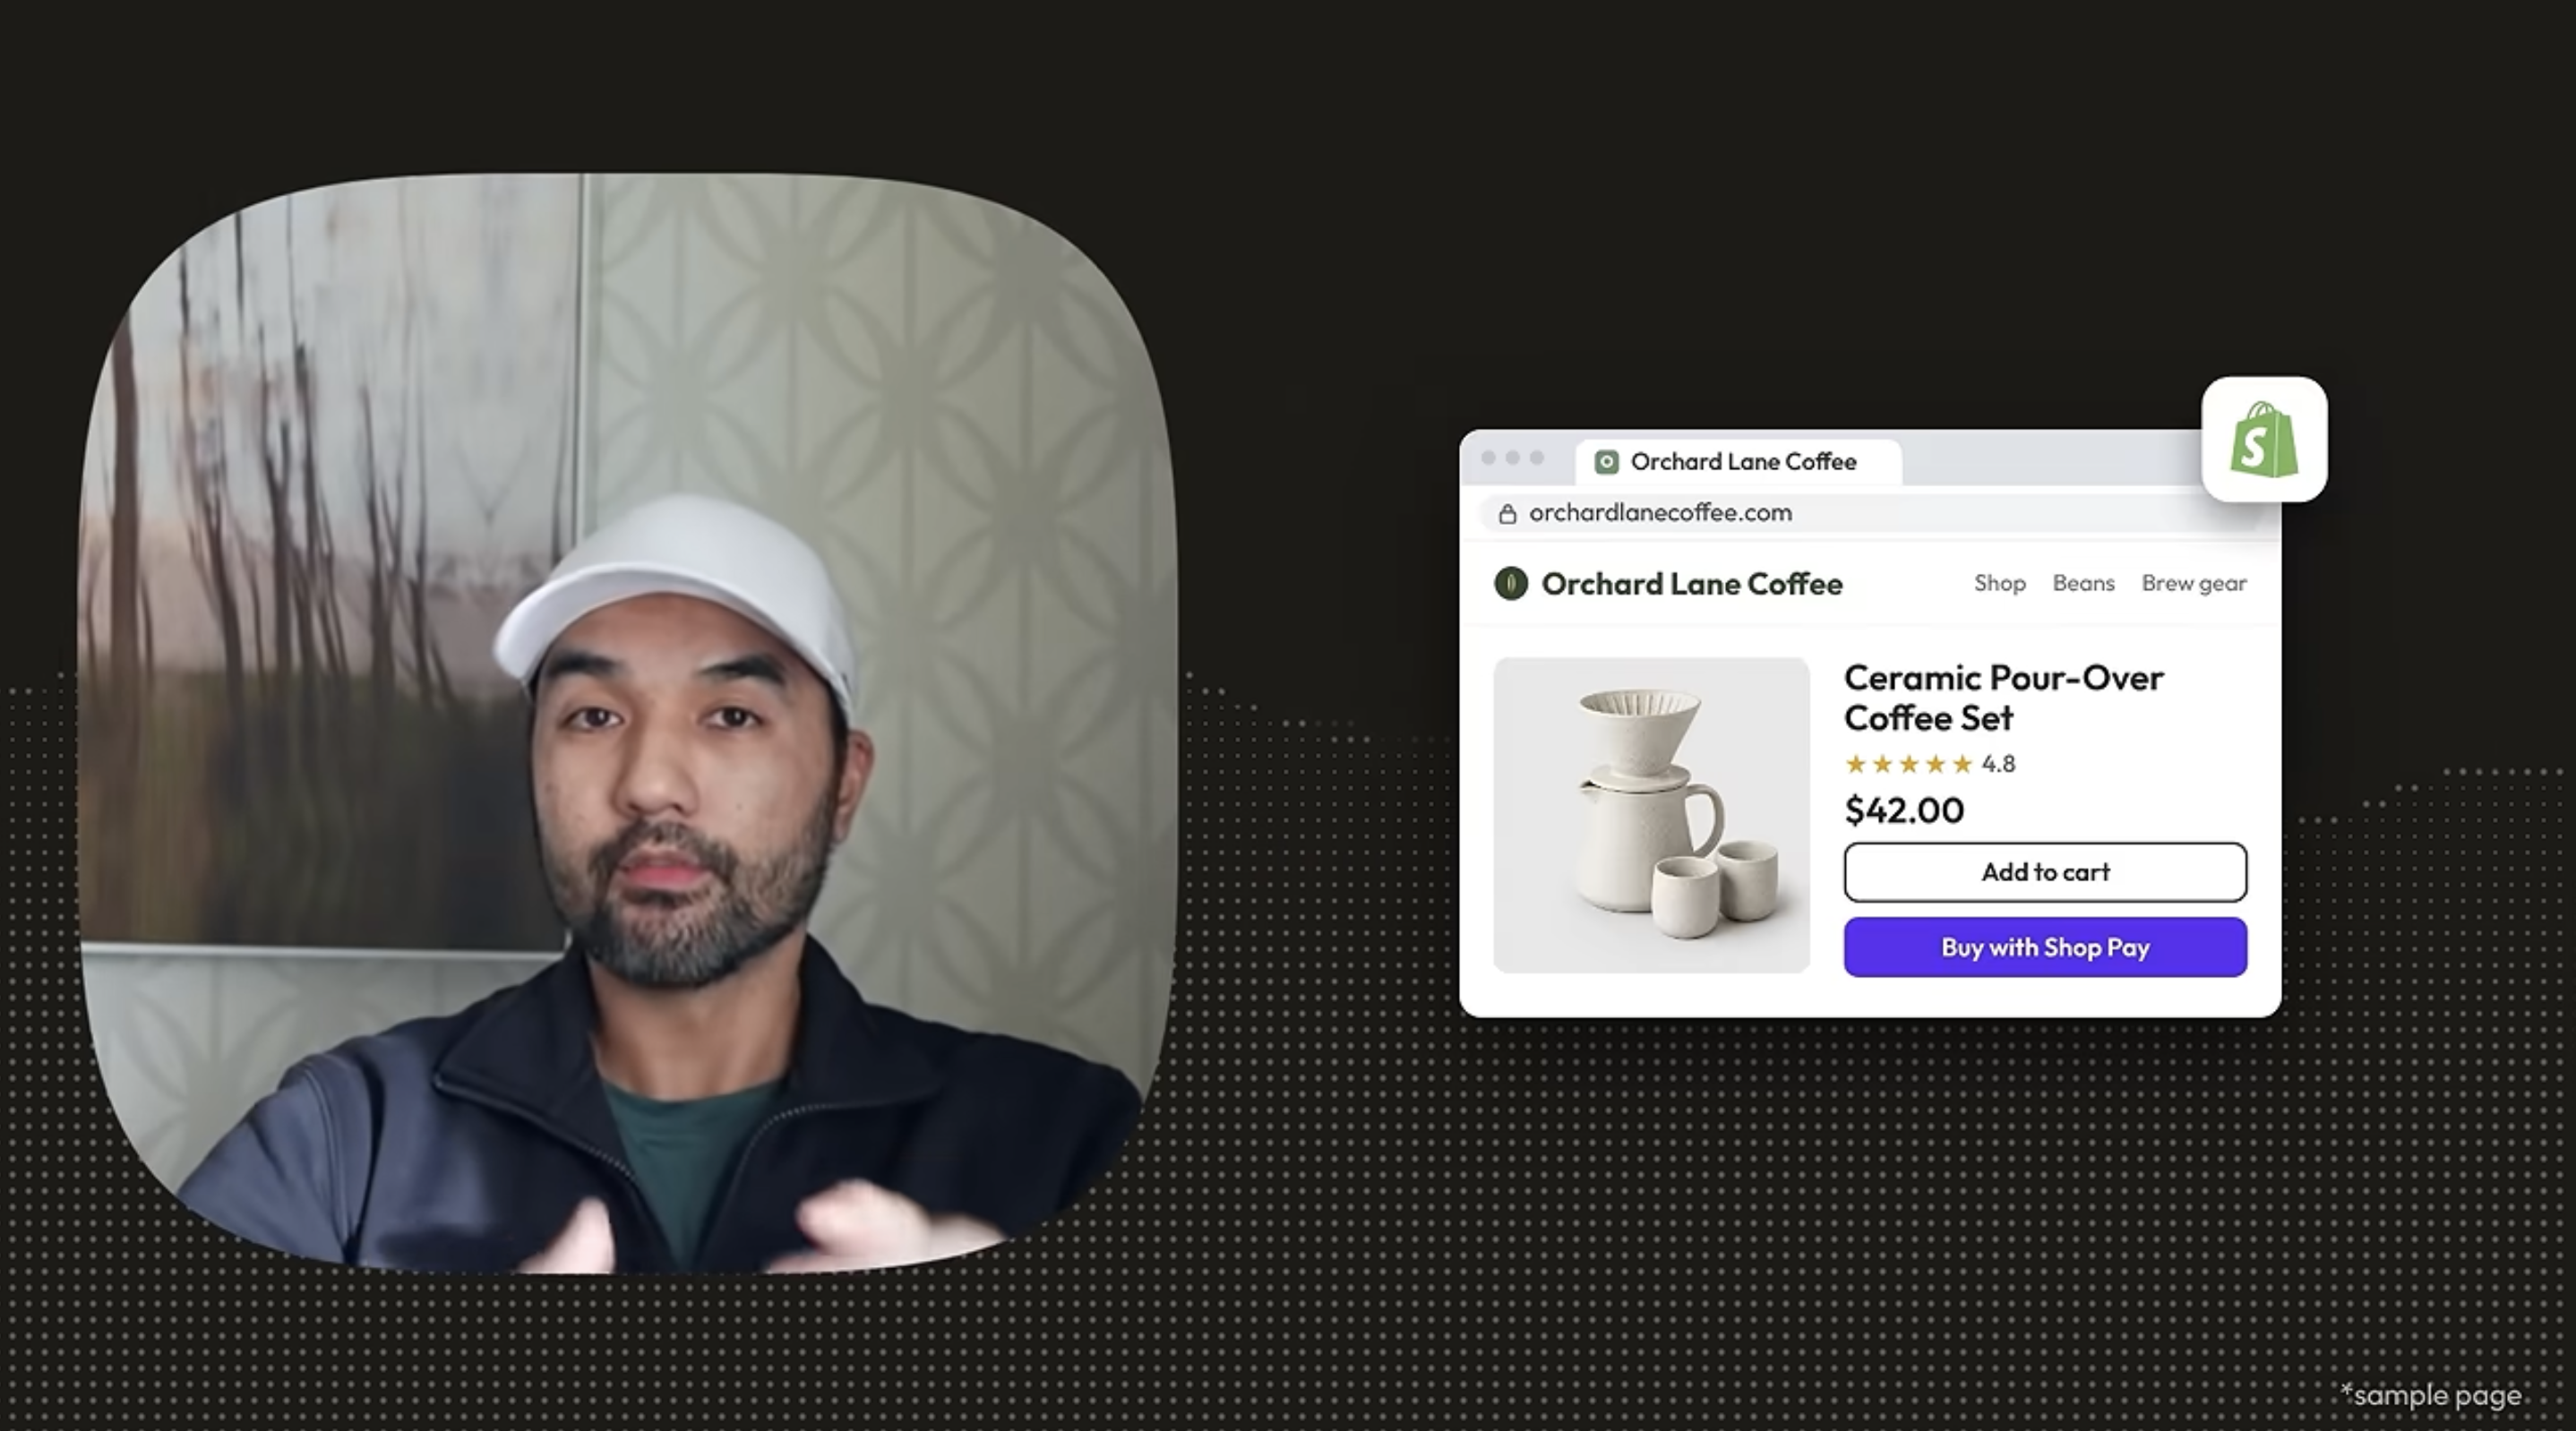 Orchard Lane Coffee
orchardlanecoffee.com
Orchard Lane Coffee
Shop Beans Brew gear
Ceramic Pour-Over
Coffee Set
4.8
$42.00
Add to cart
Buy with Shop Pay
S
*sample page